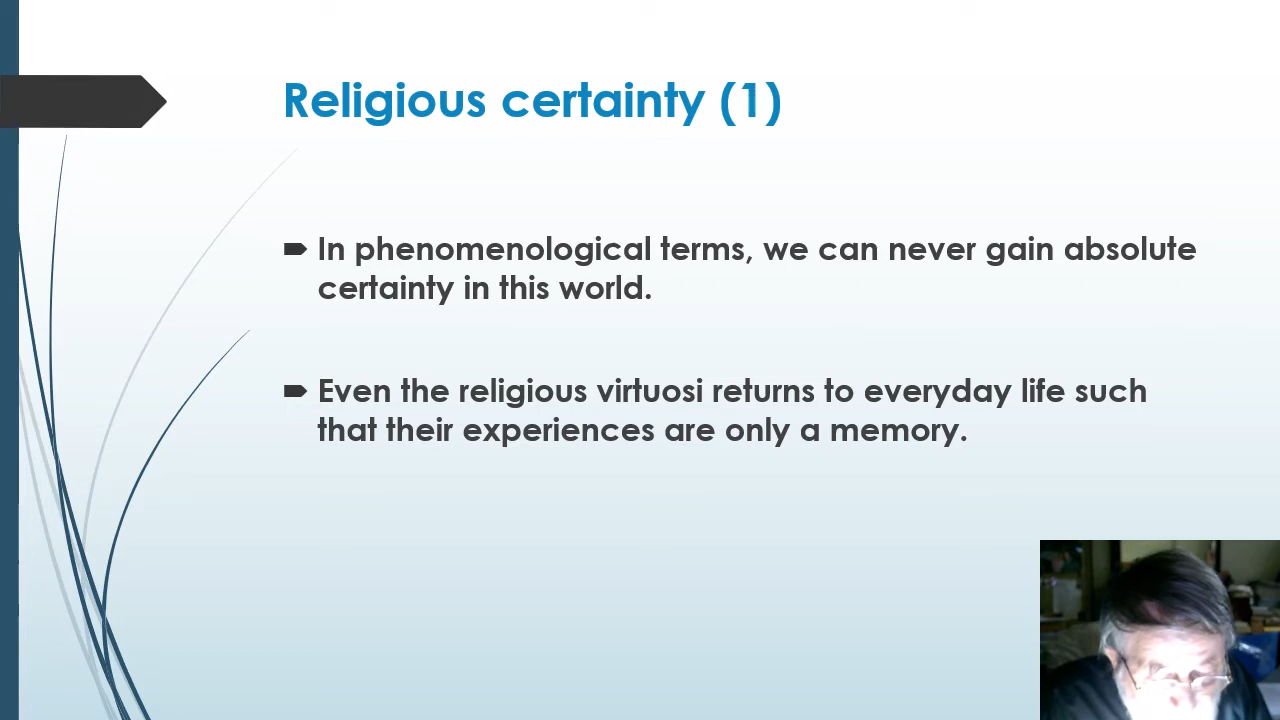 Religious certainty (1)
In phenomenological terms, we can never gain absolute
certainty in this world.
Even the religious virtuosi returns to everyday life such
that their experiences are only a memory.